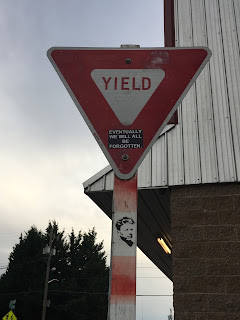 YIELD
EVENTUALLY
WE WILL ALL
BE
FORGOTTEN.